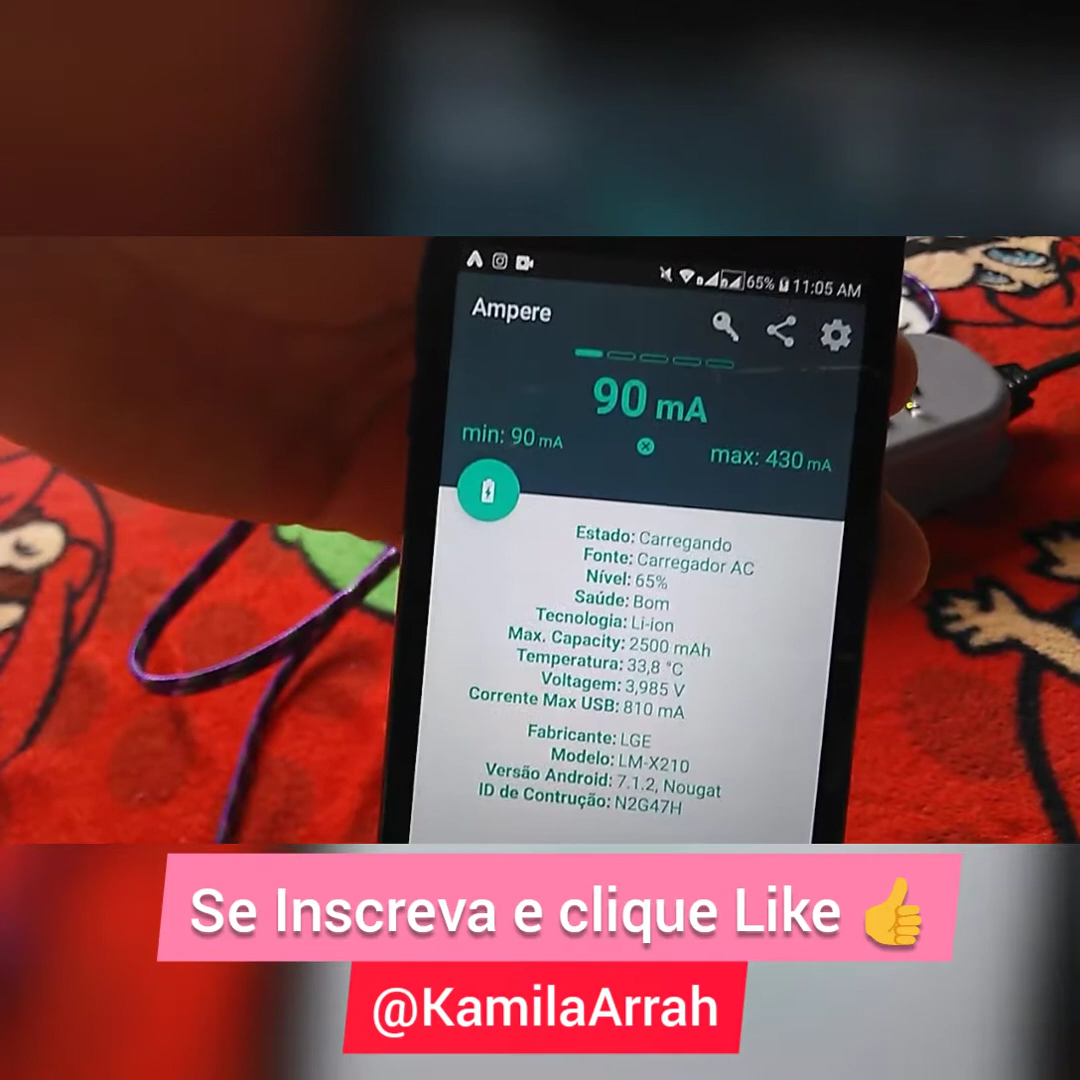 65% 11:05 AM
Ampere
90 mA
min: 90 mA
max: 430 mA
Estado: Carregando
Fonte: Carregador AC
Nível: 65%
Saúde: Bom
Tecnologia: Li-ion
Max. Capacity: 2500 mAh
Temperatura: 33,8 °C
Voltagem: 3,985 V
Corrente Max USB: 810 mA
Fabricante: LGE
Modelo: LM-X210
Versão Android: 7.1.2, Nougat
ID de Contrução: N2G47H
Se Inscreva e clique Like 👍
@KamilaArrah